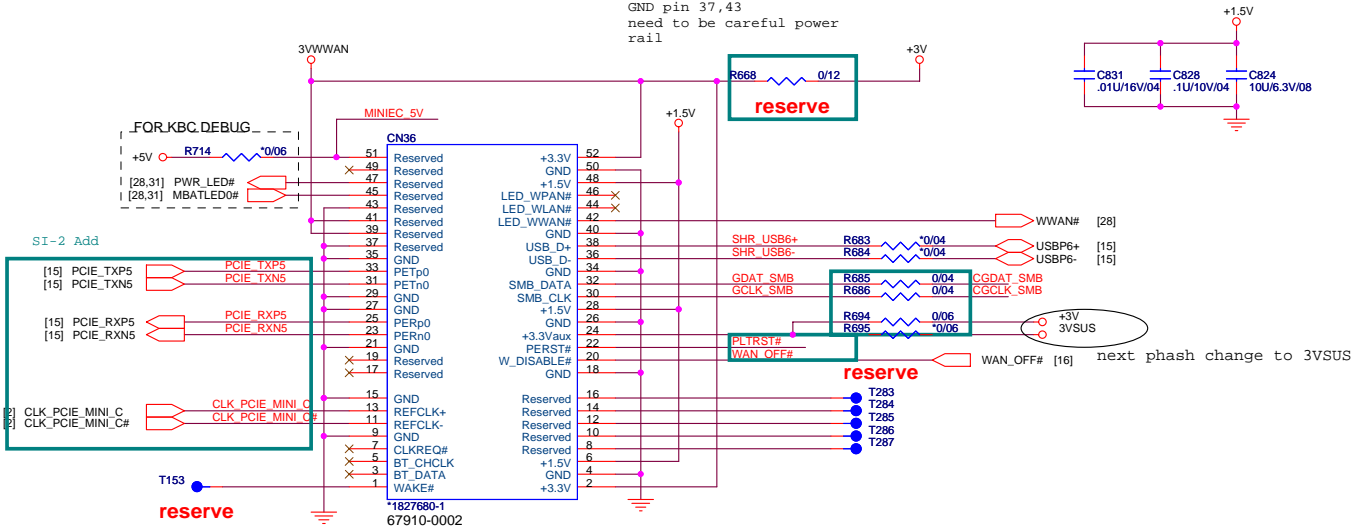 GND pin 37,43
need to be careful power
rail
+1.5V
3VWWAN
+3V
R668 0/12
reserve
C831
.01U/16V/04
C828
.1U/10V/04
C824
10U/6.3V/08
MINIEC_5V
+1.5V
FOR KBC DEBUG
CN36
+5V R714 *0/06
51 Reserved +3.3V 52
49 Reserved GND 50
[28,31] PWR_LED# 47 Reserved +1.5V 48
[28,31] MBATLED0# 45 Reserved LED_WPAN# 46
43 Reserved LED_WLAN# 44
41 Reserved LED_WWAN# 42 WWAN# [28]
39 Reserved GND 40
SI-2 Add
37 Reserved USB_D+ 38 SHR_USB6+ R683 *0/04 USBP6+ [15]
35 GND USB_D- 36 SHR_USB6- R684 *0/04 USBP6- [15]
[15] PCIE_TXP5 PCIE_TXP5 33 PETp0 GND 34
[15] PCIE_TXN5 PCIE_TXN5 31 PETn0 SMB_DATA 32 GDAT_SMB R685 0/04 CGDAT_SMB
29 GND SMB_CLK 30 GCLK_SMB R686 0/04 CGCLK_SMB
27 GND +1.5V 28
25 PERp0 GND 26
[15] PCIE_RXP5 PCIE_RXP5 R694 0/06 +3V
[15] PCIE_RXN5 PCIE_RXN5 23 PERn0 +3.3Vaux 24 R695 *0/06 3VSUS
21 GND PERST# 22 PLTRST#
19 Reserved W_DISABLE# 20 WAN_OFF# WAN_OFF# [16]
next phash change to 3VSUS
17 Reserved GND 18
reserve
15 GND Reserved 16 T283
[2] CLK_PCIE_MINI_C CLK_PCIE_MINI_C 13 REFCLK+ Reserved 14 T284
[2] CLK_PCIE_MINI_C# CLK_PCIE_MINI_C# 11 REFCLK- Reserved 12 T285
9 GND Reserved 10 T286
7 CLKREQ# Reserved 8 T287
5 BT_CHCLK +1.5V 6
3 BT_DATA GND 4
T153 1 WAKE# +3.3V 2
reserve
*1827680-1
67910-0002